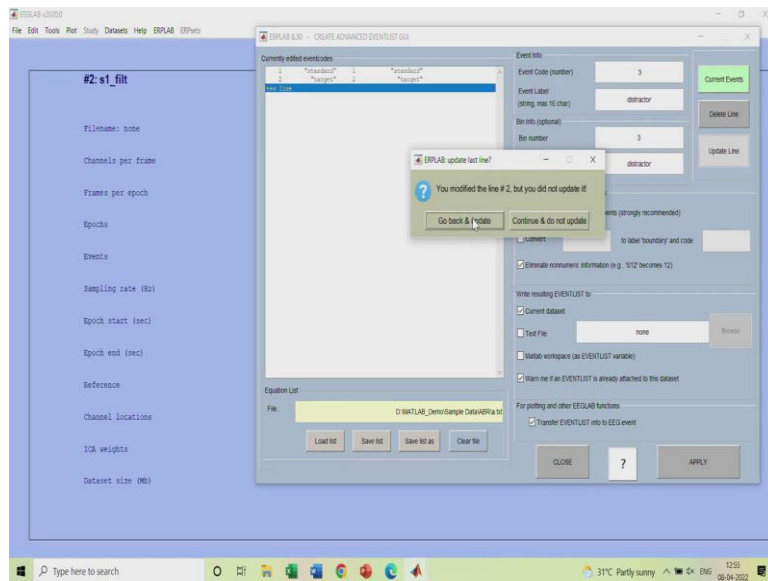 EEGLAB v2020.0
File Edit Tools Plot Study Datasets Help ERPLAB ERPsets
#2: s1_filt
Filename: none
Channels per frame
Frames per epoch
Epochs
Events
Sampling rate (Hz)
Epoch start (sec)
Epoch end (sec)
Reference
Channel locations
ICA weights
Dataset size (Mb)
ERPLAB 8.30 - CREATE ADVANCED EVENTLIST GUI
Currently edited eventcodes
1 "standard" 1 "standard"
2 "target" 2 "target"
new line
Equation List
File: D:\MATLAB_Demo\Sample Data\ABR\a.txt
Load list Save list Save list as Clear file
Event Info
Event Code (number) 3
Event Label
(string, max 16 char) distractor
Bin Info (optional)
Bin number 3
distractor
Current Events
Delete Line
Update Line
ERPLAB: update last line?
You modified the line # 2, but you did not update it!
Go back & update Continue & do not update
(strongly recommended)
Convert to label 'boundary' and code
Eliminate nonnumeric information (e.g., 'S12' becomes 12)
Write resulting EVENTLIST to
Current dataset
Text File none Browse
Matlab workspace (as EVENTLIST variable)
Warn me if an EVENTLIST is already attached to this dataset
For plotting and other EEGLAB functions
Transfer EVENTLIST info to EEG event
CLOSE ? APPLY
Type here to search
31°C Partly sunny ENG
12:55
08-04-2022